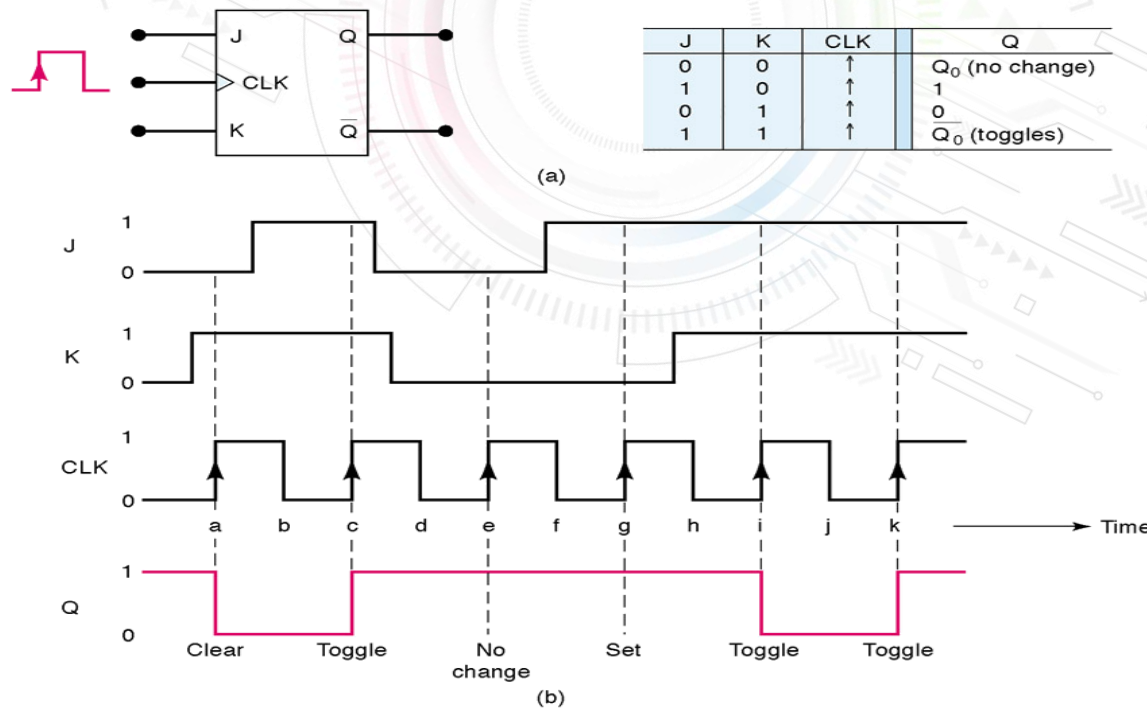 J Q
CLK
K Q̅
J K CLK Q
0 0 ↑ Q₀ (no change)
1 0 ↑ 1
0 1 ↑ 0
1 1 ↑ Q̅₀ (toggles)
(a)
1
J
0
1
K
0
1
CLK
0
a b c d e f g h i j k Time
1
Q
0
Clear Toggle No Set Toggle Toggle
change
(b)